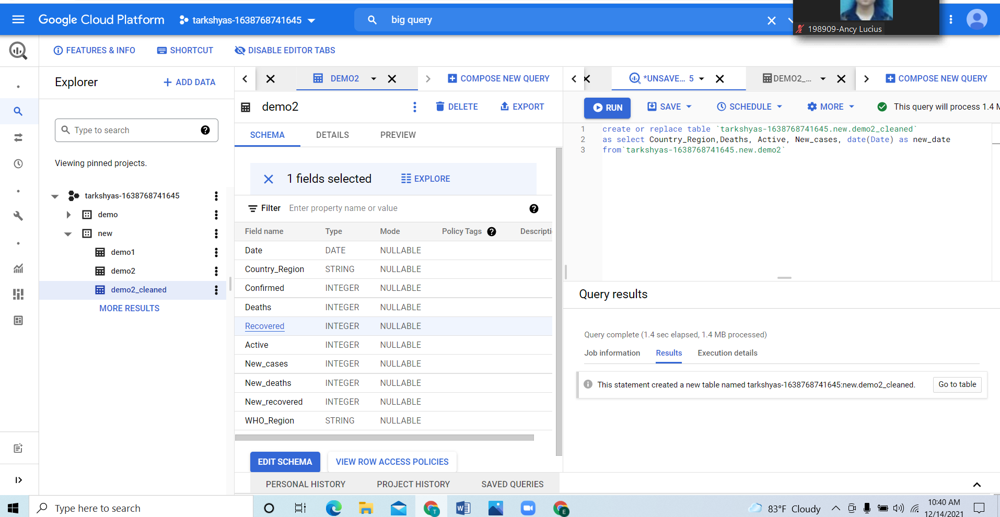 Google Cloud Platform
tarkshyas-1638768741645
big query
198909-Ancy Lucius
FEATURES & INFO
SHORTCUT
DISABLE EDITOR TABS
Explorer
ADD DATA
Type to search
Viewing pinned projects.
tarkshyas-1638768741645
demo
new
demo1
demo2
demo2_cleaned
MORE RESULTS
DEMO2
COMPOSE NEW QUERY
demo2
DELETE
EXPORT
SCHEMA
DETAILS
PREVIEW
1 fields selected
EXPLORE
Filter Enter property name or value
Field name Type Mode Policy Tags Descripti
Date DATE NULLABLE
Country_Region STRING NULLABLE
Confirmed INTEGER NULLABLE
Deaths INTEGER NULLABLE
Recovered INTEGER NULLABLE
Active INTEGER NULLABLE
New_cases INTEGER NULLABLE
New_deaths INTEGER NULLABLE
New_recovered INTEGER NULLABLE
WHO_Region STRING NULLABLE
EDIT SCHEMA
VIEW ROW ACCESS POLICIES
PERSONAL HISTORY
PROJECT HISTORY
SAVED QUERIES
*UNSAVE... 5
DEMO2_...
COMPOSE NEW QUERY
RUN
SAVE
SCHEDULE
MORE
This query will process 1.4 M
1 create or replace table `tarkshyas-1638768741645.new.demo2_cleaned`
2 as select Country_Region,Deaths, Active, New_cases, date(Date) as new_date
3 from`tarkshyas-1638768741645.new.demo2`
Query results
Query complete (1.4 sec elapsed, 1.4 MB processed)
Job information
Results
Execution details
This statement created a new table named tarkshyas-1638768741645:new.demo2_cleaned.
Go to table
Type here to search
83°F Cloudy
10:40 AM
12/14/2021